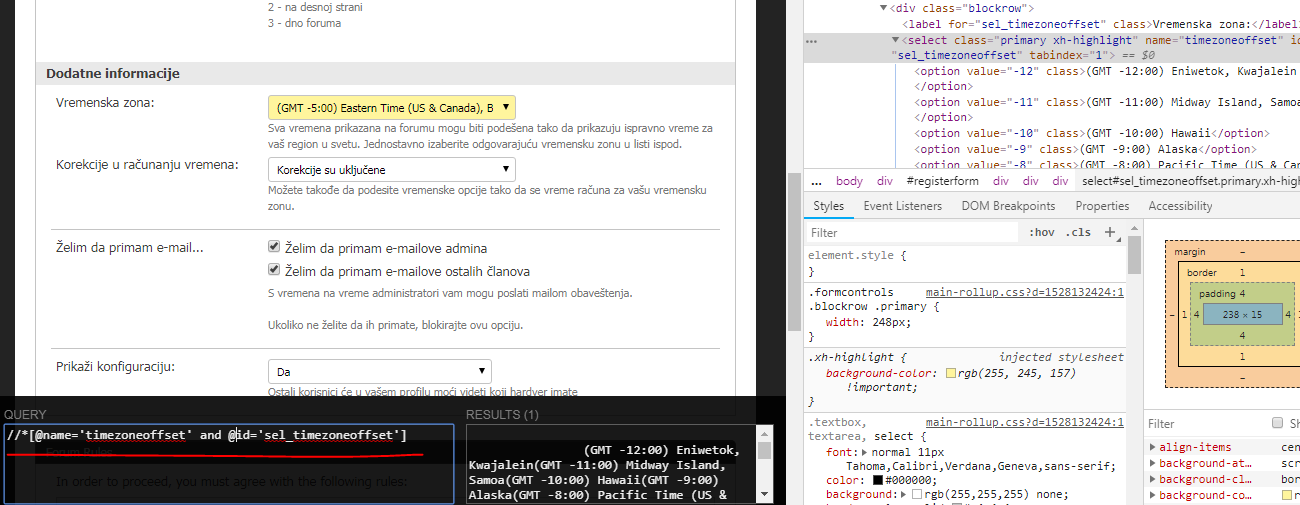 2 - na desnoj strani
3 - dno foruma
Dodatne informacije
Vremenska zona:
(GMT -5:00) Eastern Time (US & Canada), B
Sva vremena prikazana na forumu mogu biti podešena tako da prikazuju ispravno vreme za
vaš region u svetu. Jednostavno izaberite odgovarajuću vremensku zonu u listi ispod.
Korekcije u računanju vremena:
Korekcije su uključene
Možete takođe da podesite vremenske opcije tako da se vreme računa za vašu vremensku
zonu.
Želim da primam e-mail...
Želim da primam e-mailove admina
Želim da primam e-mailove ostalih članova
S vremena na vreme administratori vam mogu poslati mailom obaveštenja.
Ukoliko ne želite da ih primate, blokirajte ovu opciju.
Prikaži konfiguraciju:
Da
Ostali korisnici će u vašem profilu moći videti koji hardver imate
QUERY
//*[@name='timezoneoffset' and @id='sel_timezoneoffset']
Forum Rules
In order to proceed, you must agree with the following rules:
RESULTS (1)
(GMT -12:00) Eniwetok,
Kwajalein(GMT -11:00) Midway Island,
Samoa(GMT -10:00) Hawaii(GMT -9:00)
Alaska(GMT -8:00) Pacific Time (US &
<div class="blockrow">
<label for="sel_timezoneoffset" class>Vremenska zona:</label>
... <select class="primary xh-highlight" name="timezoneoffset" id
"sel_timezoneoffset" tabindex="1"> == $0
<option value="-12" class>(GMT -12:00) Eniwetok, Kwajalein
</option>
<option value="-11" class>(GMT -11:00) Midway Island, Samoa
</option>
<option value="-10" class>(GMT -10:00) Hawaii</option>
<option value="-9" class>(GMT -9:00) Alaska</option>
<option value="-8" class>(GMT -8:00) Pacific Time (US & Can
... body div #registerform div div div select#sel_timezoneoffset.primary.xh-highl
Styles Event Listeners DOM Breakpoints Properties Accessibility
Filter :hov .cls +
element.style {
}
.formcontrols main-rollup.css?d=1528132424:1
.blockrow .primary {
width: 248px;
}
.xh-highlight { injected stylesheet
background-color: rgb(255, 245, 157)
!important;
}
.textbox, main-rollup.css?d=1528132424:1
textarea, select {
font: normal 11px
Tahoma,Calibri,Verdana,Geneva,sans-serif;
color: #000000;
background: rgb(255,255,255) none;
margin –
border 1
padding 4
– 1 4 238 × 15 4 1
4
1
–
Filter Sh
align-items cen
background-at… scr
background-cl… bor
background-co… r